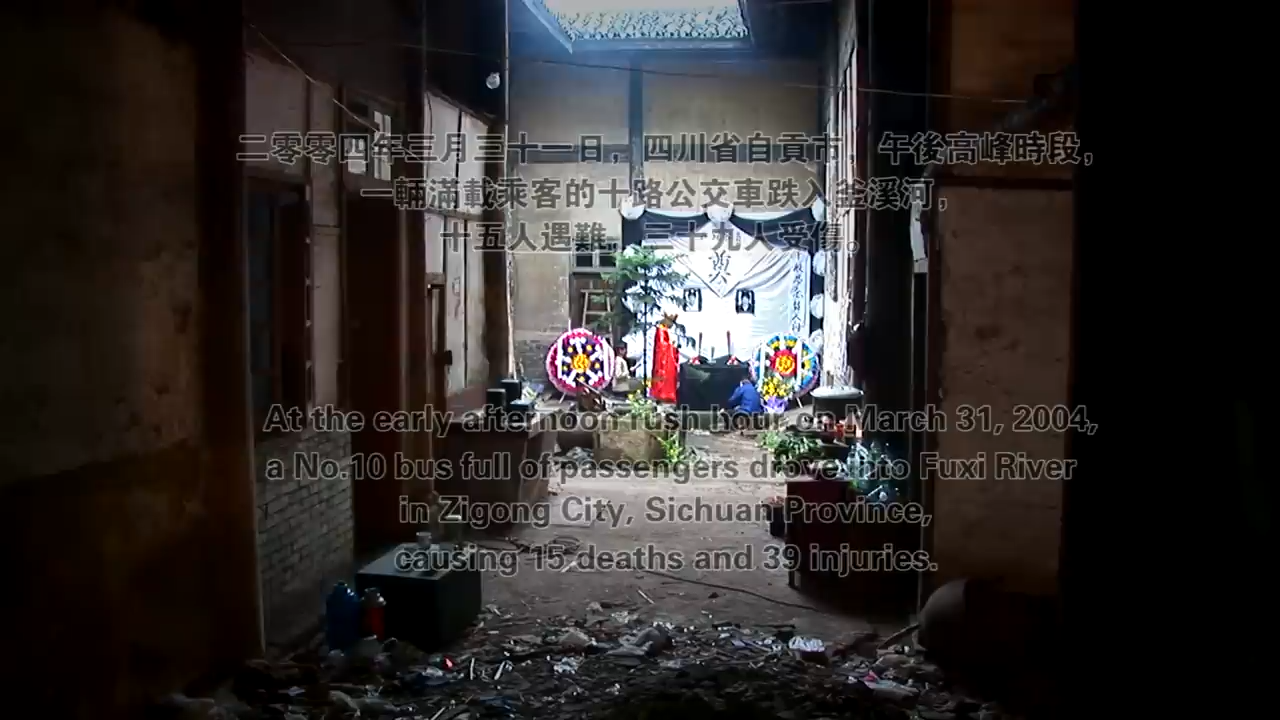 二零零四年三月三十一日，四川省自貢市，午後高峰時段，
一輛滿載乘客的十路公交車跌入釜溪河，
十五人遇難，三十九人受傷。
奠
At the early afternoon rush hour on March 31, 2004,
a No.10 bus full of passengers drove into Fuxi River
in Zigong City, Sichuan Province,
causing 15 deaths and 39 injuries.